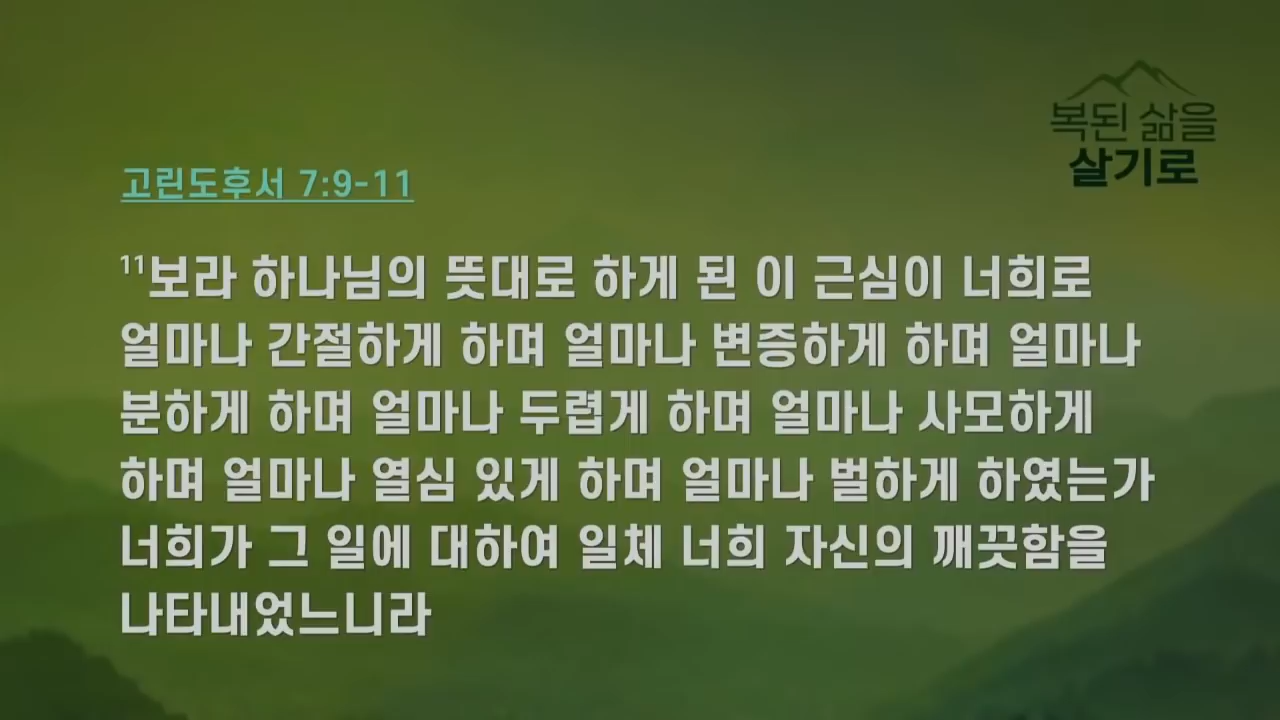 복된 삶을
살기로
고린도후서 7:9-11
11보라 하나님의 뜻대로 하게 된 이 근심이 너희로
얼마나 간절하게 하며 얼마나 변증하게 하며 얼마나
분하게 하며 얼마나 두렵게 하며 얼마나 사모하게
하며 얼마나 열심 있게 하며 얼마나 벌하게 하였는가
너희가 그 일에 대하여 일체 너희 자신의 깨끗함을
나타내었느니라